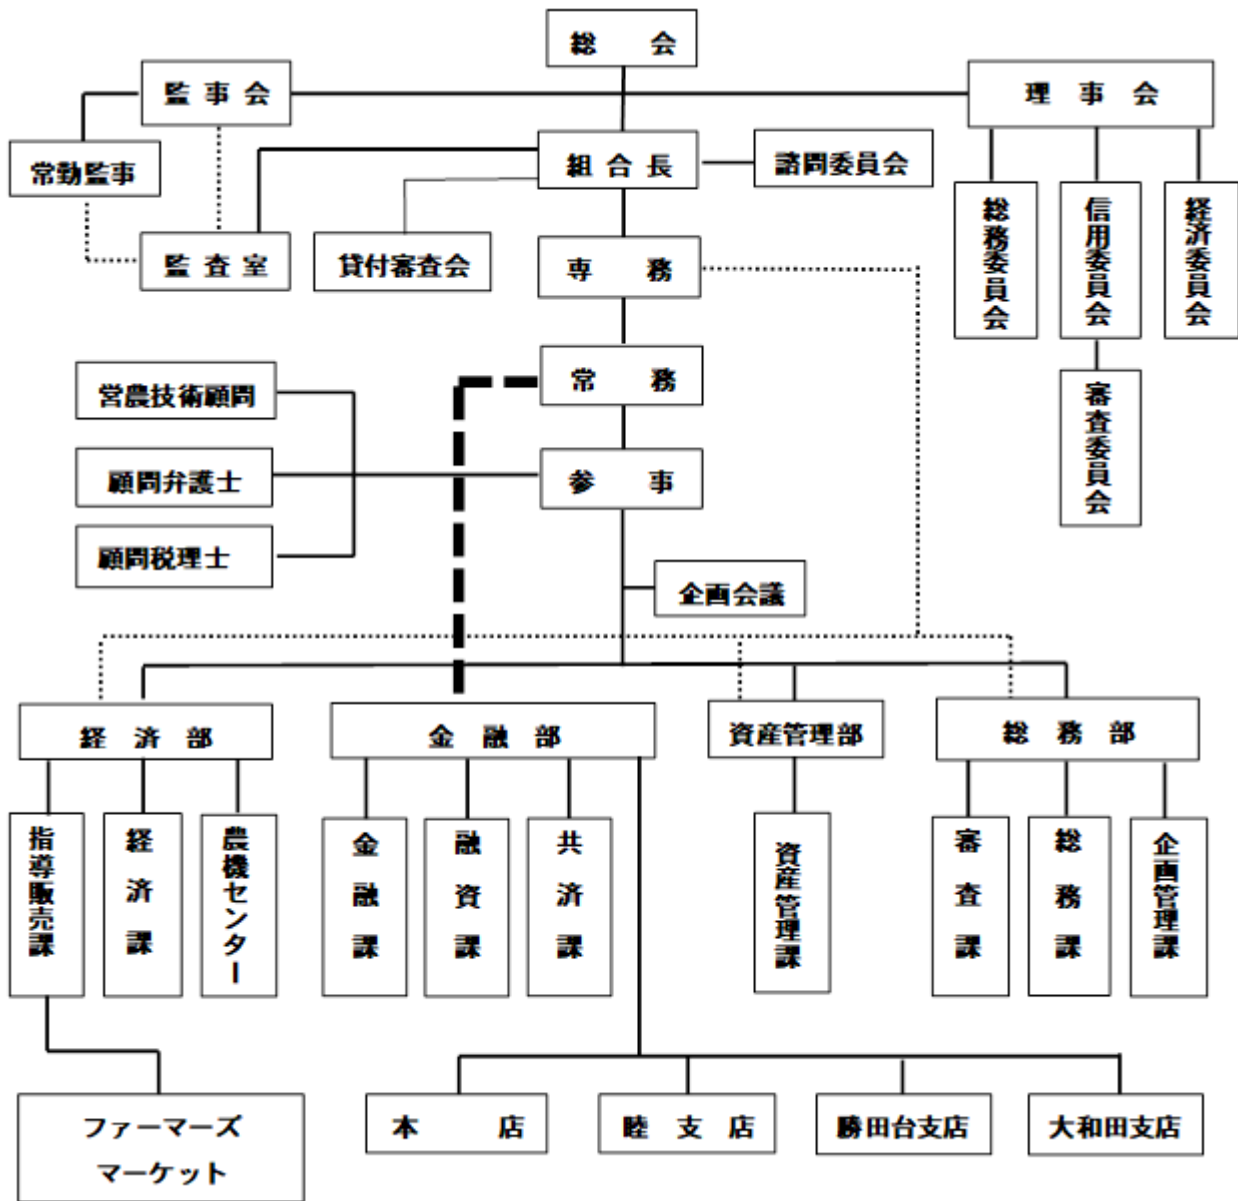 総会
監事会
理事会
組合長
諮問委員会
常勤監事
総務委員会
信用委員会
経済委員会
監査室
貸付審査会
専務
常務
審査委員会
営農技術顧問
顧問弁護士
参事
顧問税理士
企画会議
経済部
金融部
資産管理部
総務部
指導販売課
経済課
農機センター
金融課
融資課
共済課
資産管理課
審査課
総務課
企画管理課
ファーマーズ
マーケット
本店
睦支店
勝田台支店
大和田支店